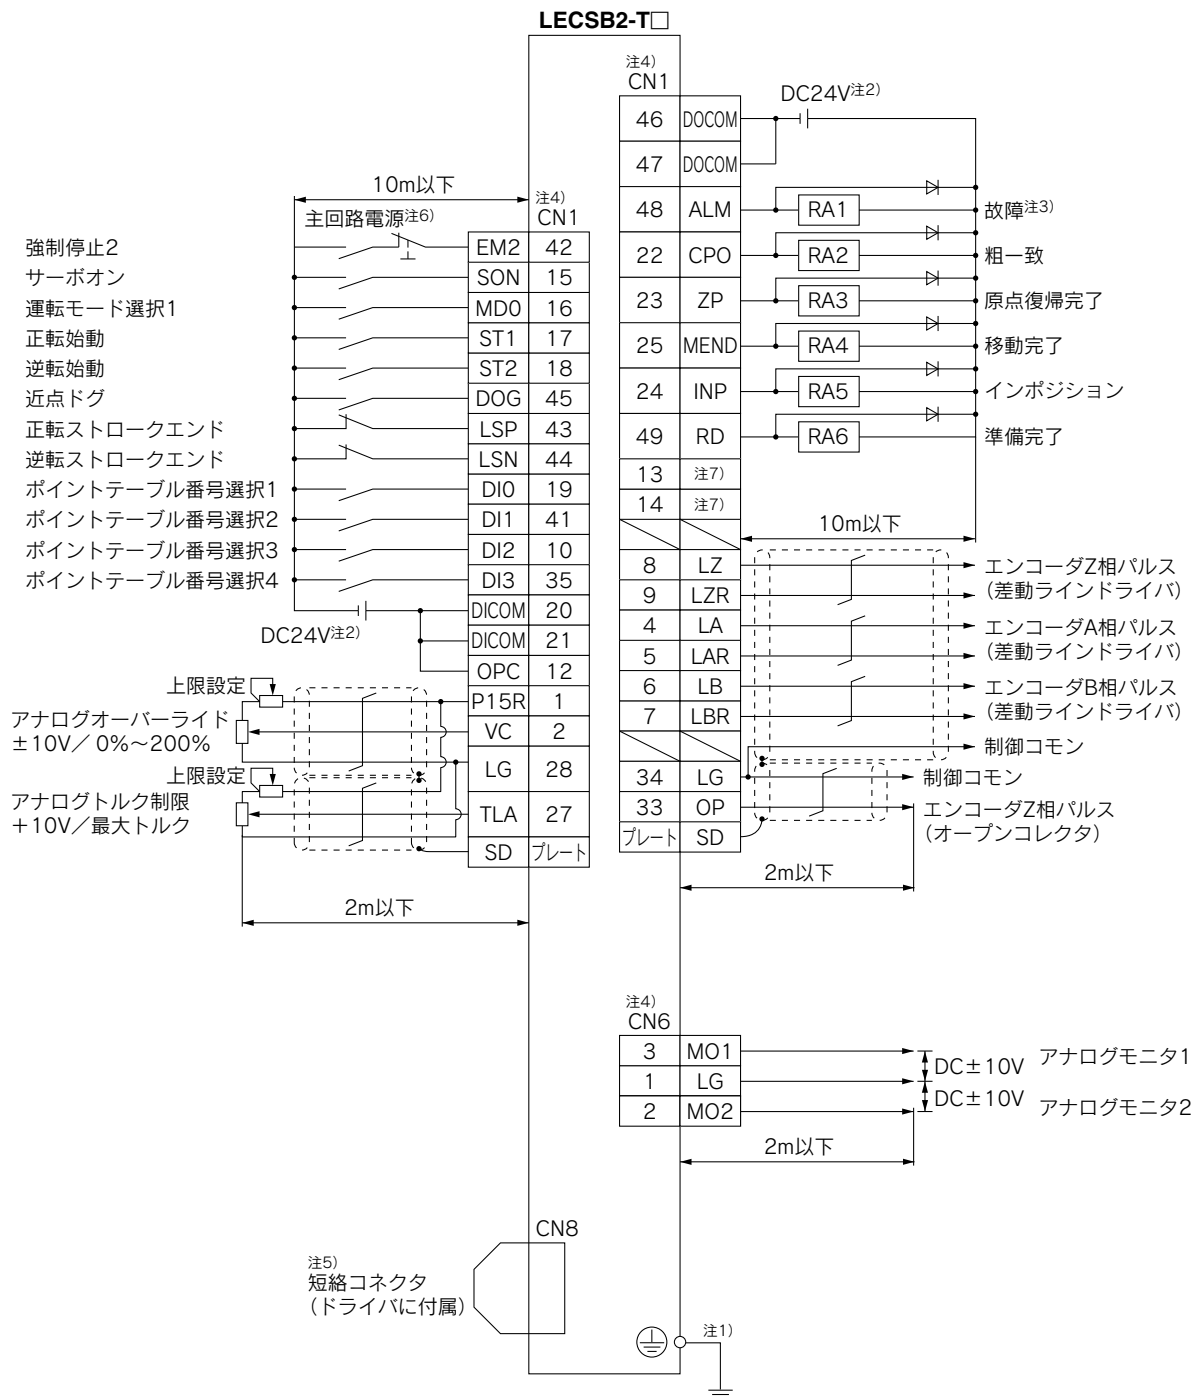 LECSB2-T□
注4)
CN1
DC24V注2)
46 DOCOM
47 DOCOM
48 ALM RA1 故障注3)
22 CPO RA2 粗一致
23 ZP RA3 原点復帰完了
25 MEND RA4 移動完了
24 INP RA5 インポジション
49 RD RA6 準備完了
13 注7)
14 注7)
10m以下
8 LZ エンコーダZ相パルス
9 LZR (差動ラインドライバ)
4 LA エンコーダA相パルス
5 LAR (差動ラインドライバ)
6 LB エンコーダB相パルス
7 LBR (差動ラインドライバ)
制御コモン
34 LG 制御コモン
33 OP エンコーダZ相パルス
(オープンコレクタ)
プレート SD
2m以下
10m以下
主回路電源注6)
注4)
CN1
強制停止2 EM2 42
サーボオン SON 15
運転モード選択1 MD0 16
正転始動 ST1 17
逆転始動 ST2 18
近点ドグ DOG 45
正転ストロークエンド LSP 43
逆転ストロークエンド LSN 44
ポイントテーブル番号選択1 DI0 19
ポイントテーブル番号選択2 DI1 41
ポイントテーブル番号選択3 DI2 10
ポイントテーブル番号選択4 DI3 35
DICOM 20
DC24V注2)
DICOM 21
OPC 12
上限設定 P15R 1
アナログオーバーライド
±10V/0%~200%
VC 2
LG 28
上限設定
アナログトルク制限
+10V/最大トルク
TLA 27
SD プレート
2m以下
注4)
CN6
3 MO1 アナログモニタ1
DC±10V
1 LG
DC±10V
2 MO2 アナログモニタ2
2m以下
CN8
注5)
短絡コネクタ
(ドライバに付属)
注1)